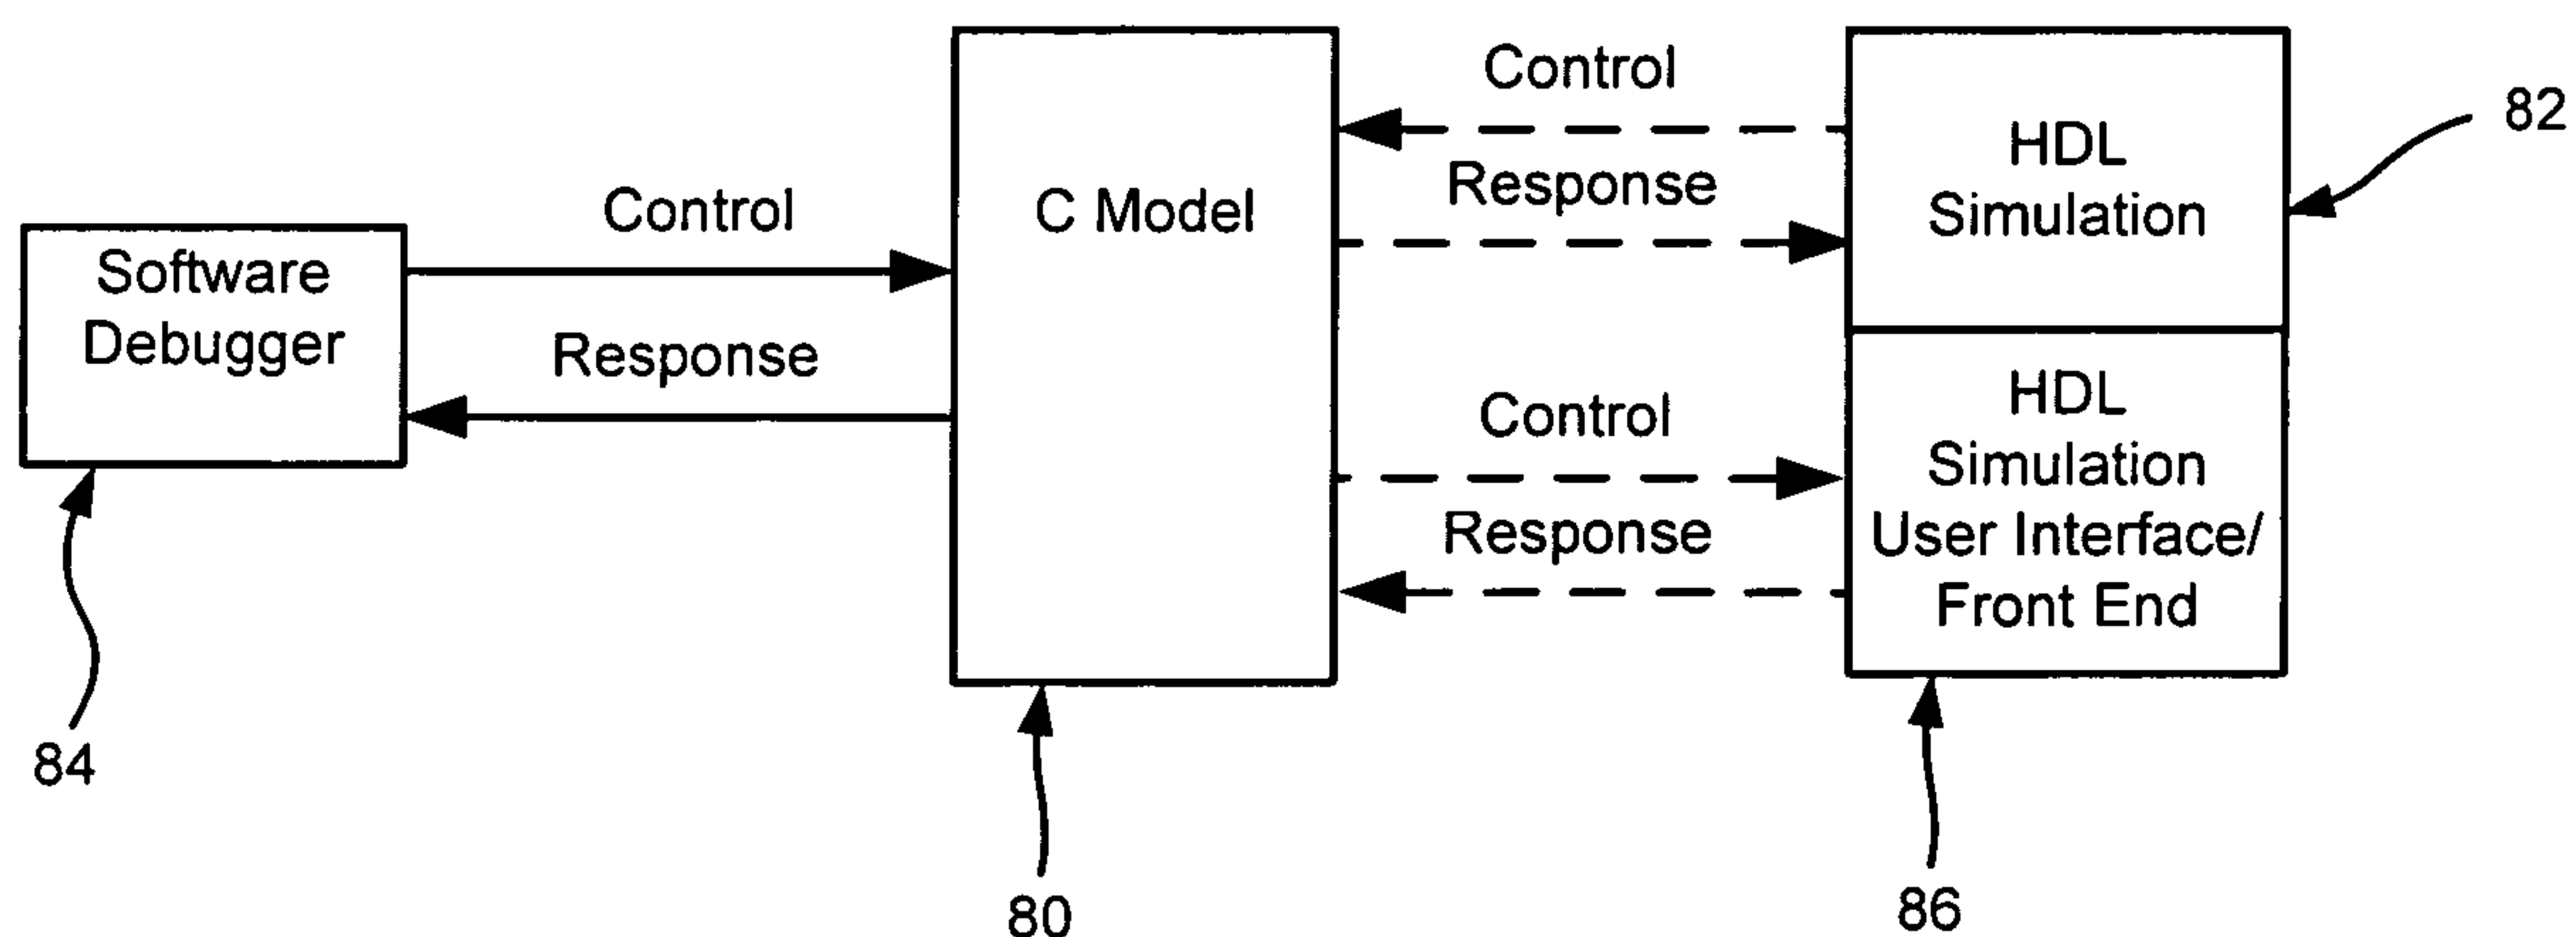 Software
Debugger
84
Control
Response
C Model
80
Control
Response
Control
Response
HDL
Simulation
82
HDL
Simulation
User Interface/
Front End
86